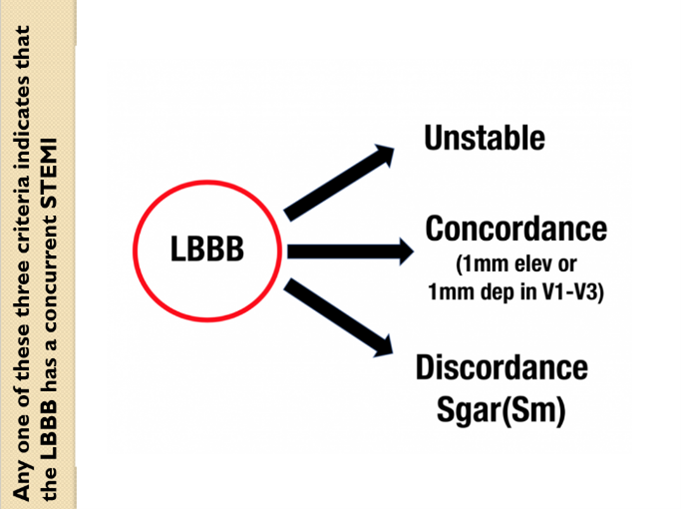 Any one of these three criteria indicates that
the LBBB has a concurrent STEMI
LBBB
Unstable
Concordance
(1mm elev or
1mm dep in V1-V3)
Discordance
Sgar(Sm)